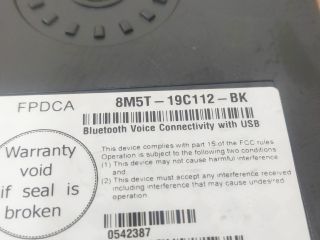 FPDCA
8M5T-19C112-BK
Bluetooth Voice Connectivity with USB
This device complies with part 15 of the FCC rules
Operation is subject to the following two conditions
(1) This device may not cause harmful interference
and,
(2) This device must accept any interference received
including interference that may cause undesired
operation.
Warranty
void
if seal is
broken
0542387